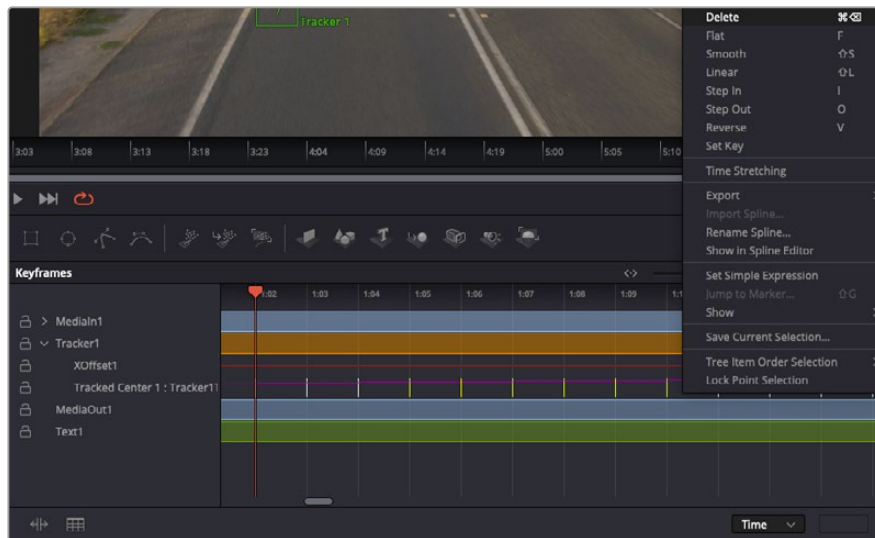 Tracker 1
3:03 3:08 3:13 3:18 3:23 4:04 4:09 4:14 4:19 5:00 5:05 5:10
Delete ⌘⌫
Flat F
Smooth ⇧S
Linear ⇧L
Step In I
Step Out O
Reverse V
Set Key
Time Stretching
Export
Import Spline...
Rename Spline...
Show in Spline Editor
Set Simple Expression
Jump to Marker... ⇧G
Show
Save Current Selection...
Tree Item Order Selection
Lock Point Selection
Keyframes
1:02 1:03 1:04 1:05 1:06 1:07 1:08 1:09
MediaIn1
Tracker1
XOffset1
Tracked Center 1 : Tracker1
MediaOut1
Text1
Time